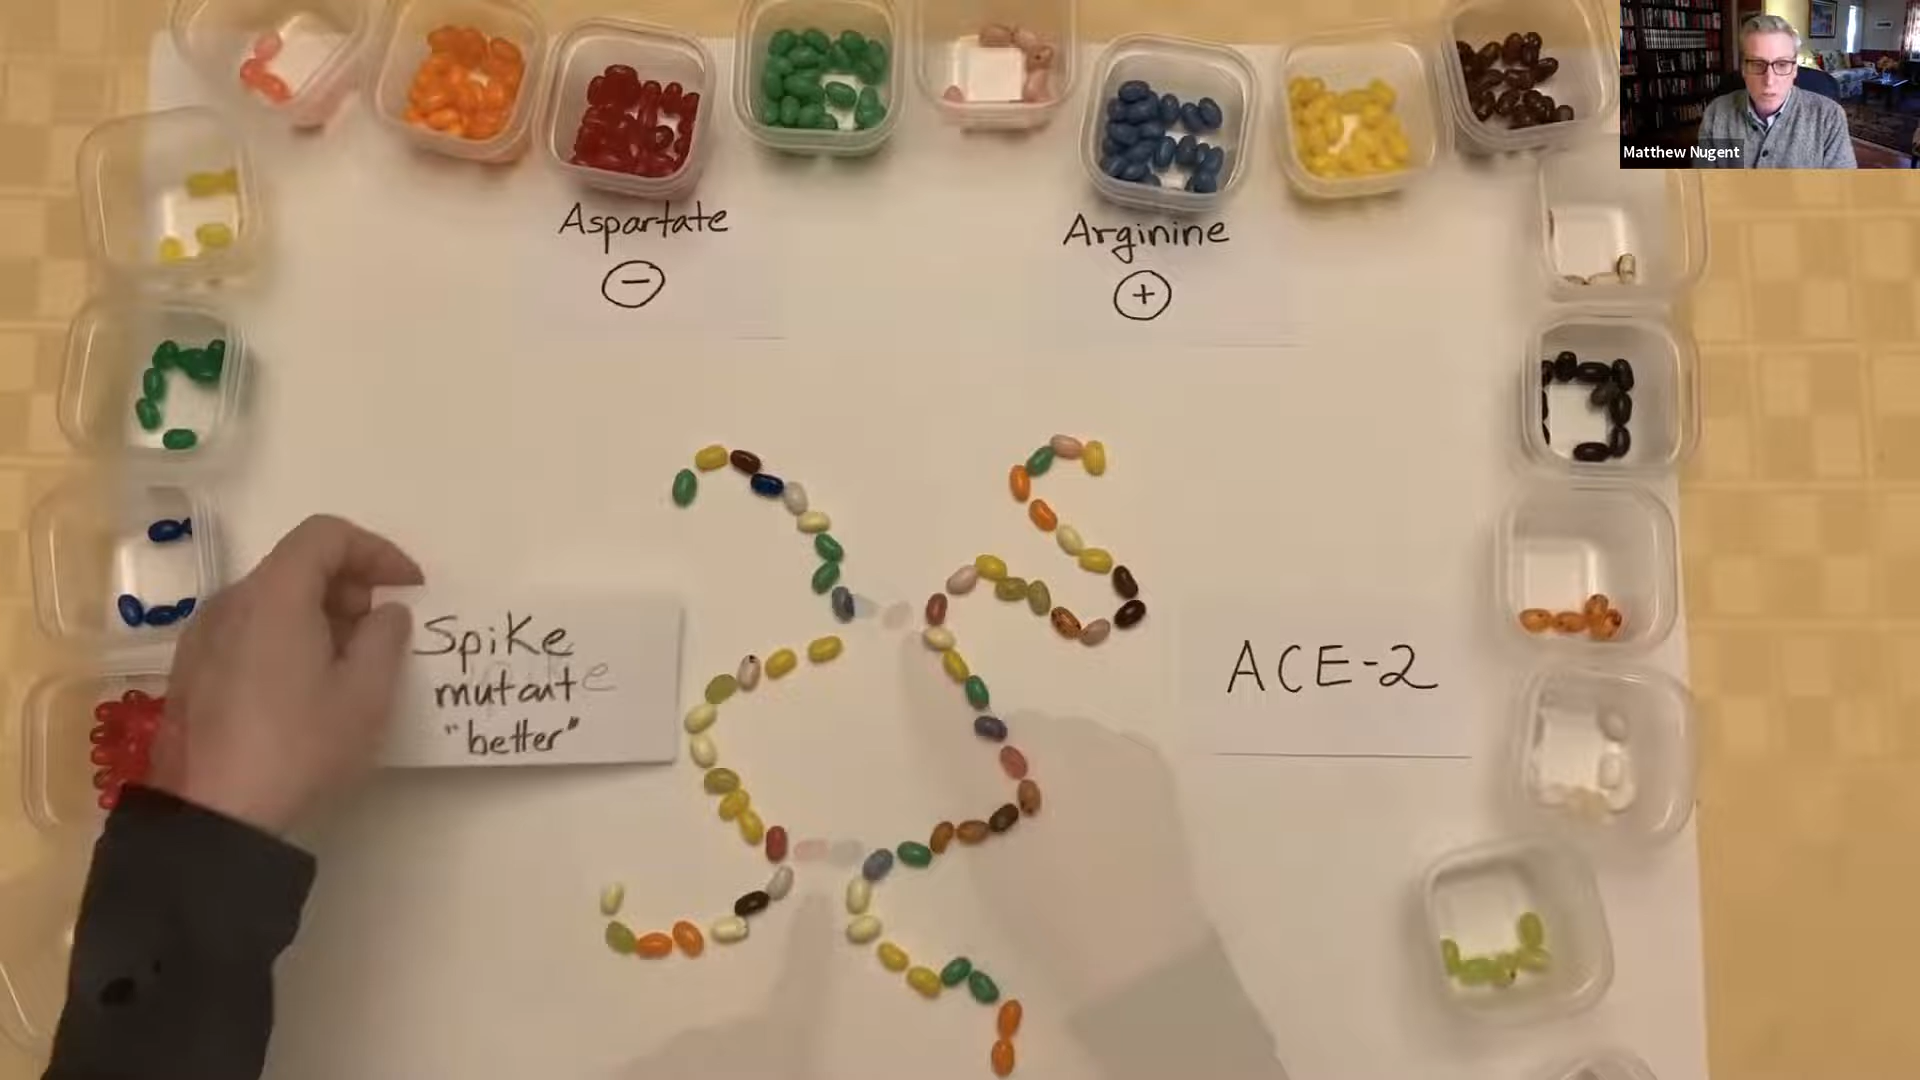 Matthew Nugent
Aspartate
−
Arginine
+
Spike
mutant
"better"
ACE-2